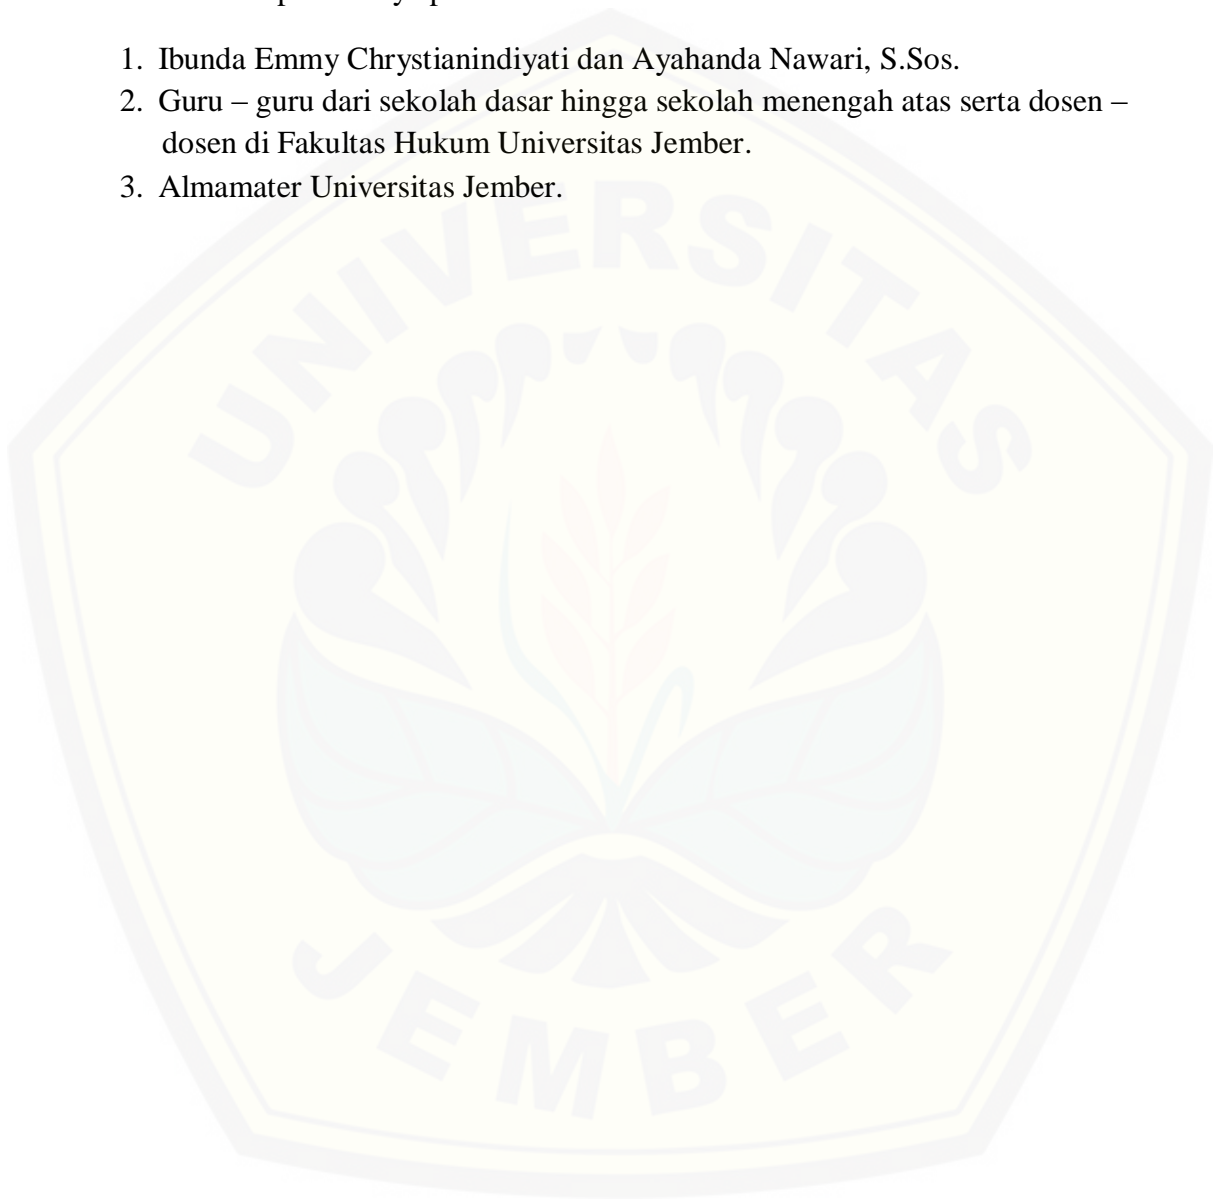 1. Ibunda Emmy Chrystianindiyati dan Ayahanda Nawari, S.Sos.
2. Guru – guru dari sekolah dasar hingga sekolah menengah atas serta dosen –
dosen di Fakultas Hukum Universitas Jember.
3. Almamater Universitas Jember.
UNIVERSITAS
JEMBER